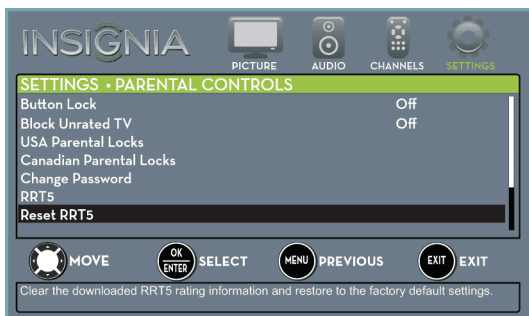 INSIGNIA
PICTURE AUDIO CHANNELS SETTINGS
SETTINGS • PARENTAL CONTROLS
Button Lock Off
Block Unrated TV Off
USA Parental Locks
Canadian Parental Locks
Change Password
RRT5
Reset RRT5
MOVE OK ENTER SELECT MENU PREVIOUS EXIT EXIT
Clear the downloaded RRT5 rating information and restore to the factory default settings.